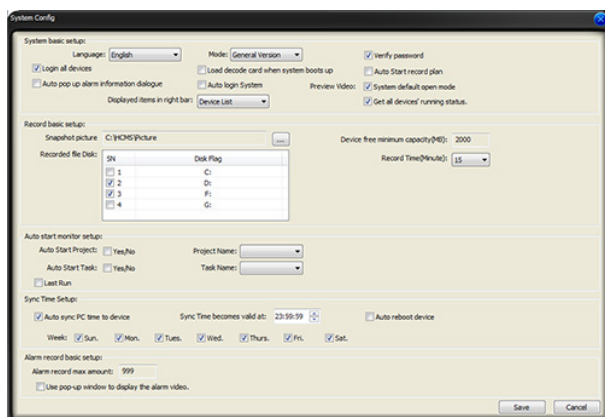 System Config
System basic setup:
Language: English Mode: General Version Verify password
Login all devices Load decode card when system boots up Auto Start record plan
Auto pop up alarm information dialogue Auto login System Preview Video: System default open mode
Displayed items in right bar: Device List Get all devices' running status.
Record basic setup:
Snapshot picture C:\HCMS\Picture ... Device free minimum capacity(MB): 2000
Recorded file Disk: Record Time(Minute): 15
SN Disk Flag
1 C:
2 D:
3 F:
4 G:
Auto start monitor setup:
Auto Start Project: Yes/No Project Name:
Auto Start Task: Yes/No Task Name:
Last Run
Sync Time Setup:
Auto sync PC time to device Sync Time becomes valid at: 23:59:59 Auto reboot device
Week: Sun. Mon. Tues. Wed. Thurs. Fri. Sat.
Alarm record basic setup:
Alarm record max amount: 999
Use pop-up window to display the alarm video.
Save Cancel